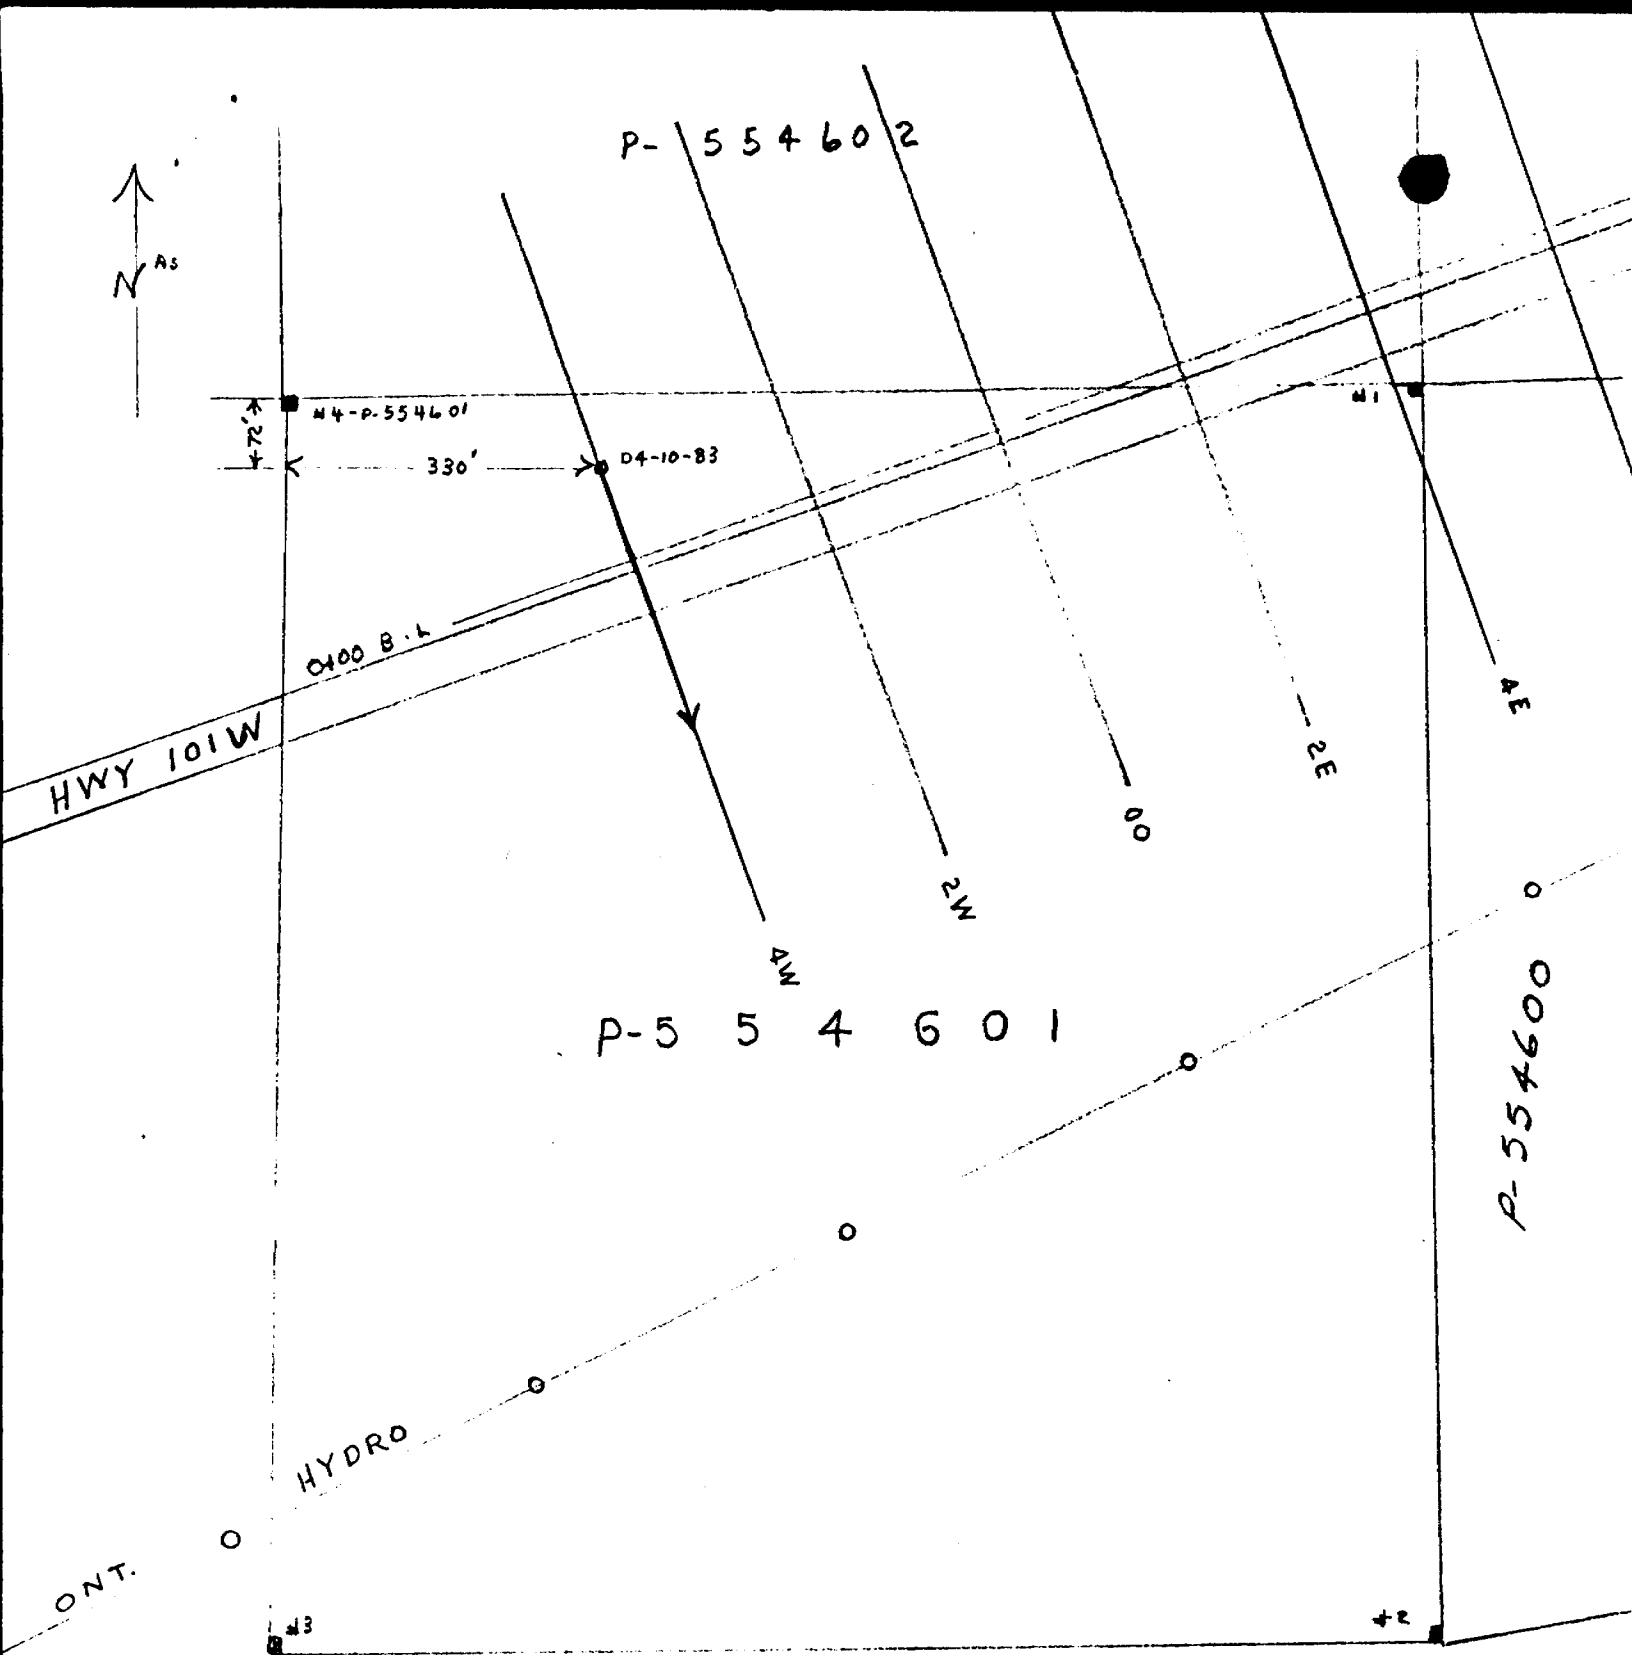 P- 554602
N As
#4-P-554601
#1
72'
330'
D4-10-83
0+00 B.L
HWY 101W
4E
2E
00
2W
4W
P-554601
P-554600
HYDRO
ONT.
#3
#2